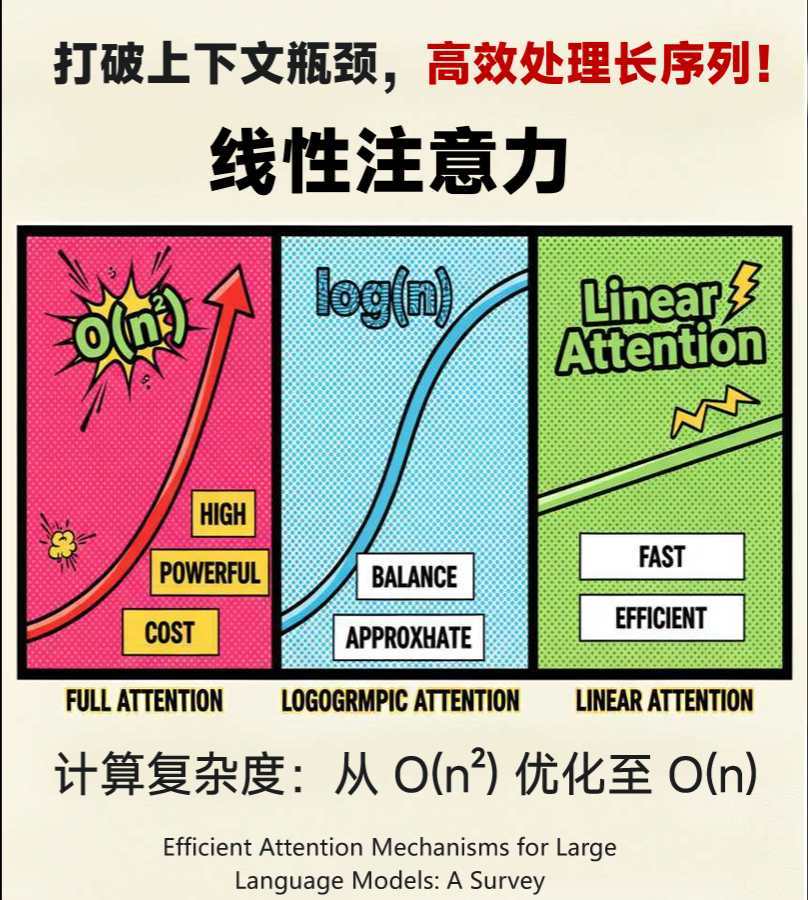 打破上下文瓶颈，高效处理长序列！
线性注意力
O(n²)
HIGH
POWERFUL
COST
log(n)
BALANCE
APPROXHATE
Linear
Attention
FAST
EFFICIENT
FULL ATTENTION
LOGOGRMPIC ATTENTION
LINEAR ATTENTION
计算复杂度：从 O(n²) 优化至 O(n)
Efficient Attention Mechanisms for Large
Language Models: A Survey